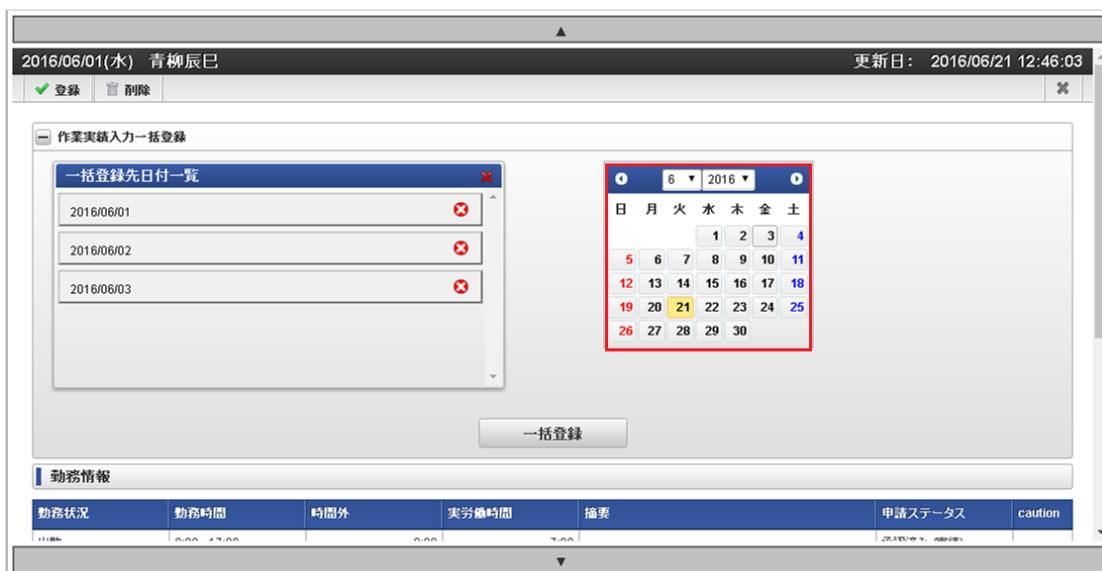 ▲
2016/06/01(水) 青柳辰巳 更新日: 2016/06/21 12:46:03
登録 削除
作業実績入力一括登録
一括登録先日付一覧
2016/06/01
2016/06/02
2016/06/03
6 ▼ 2016 ▼
日 月 火 水 木 金 土
1 2 3 4
5 6 7 8 9 10 11
12 13 14 15 16 17 18
19 20 21 22 23 24 25
26 27 28 29 30
一括登録
勤務情報
勤務状況 勤務時間 時間外 実労働時間 摘要 申請ステータス caution
▼